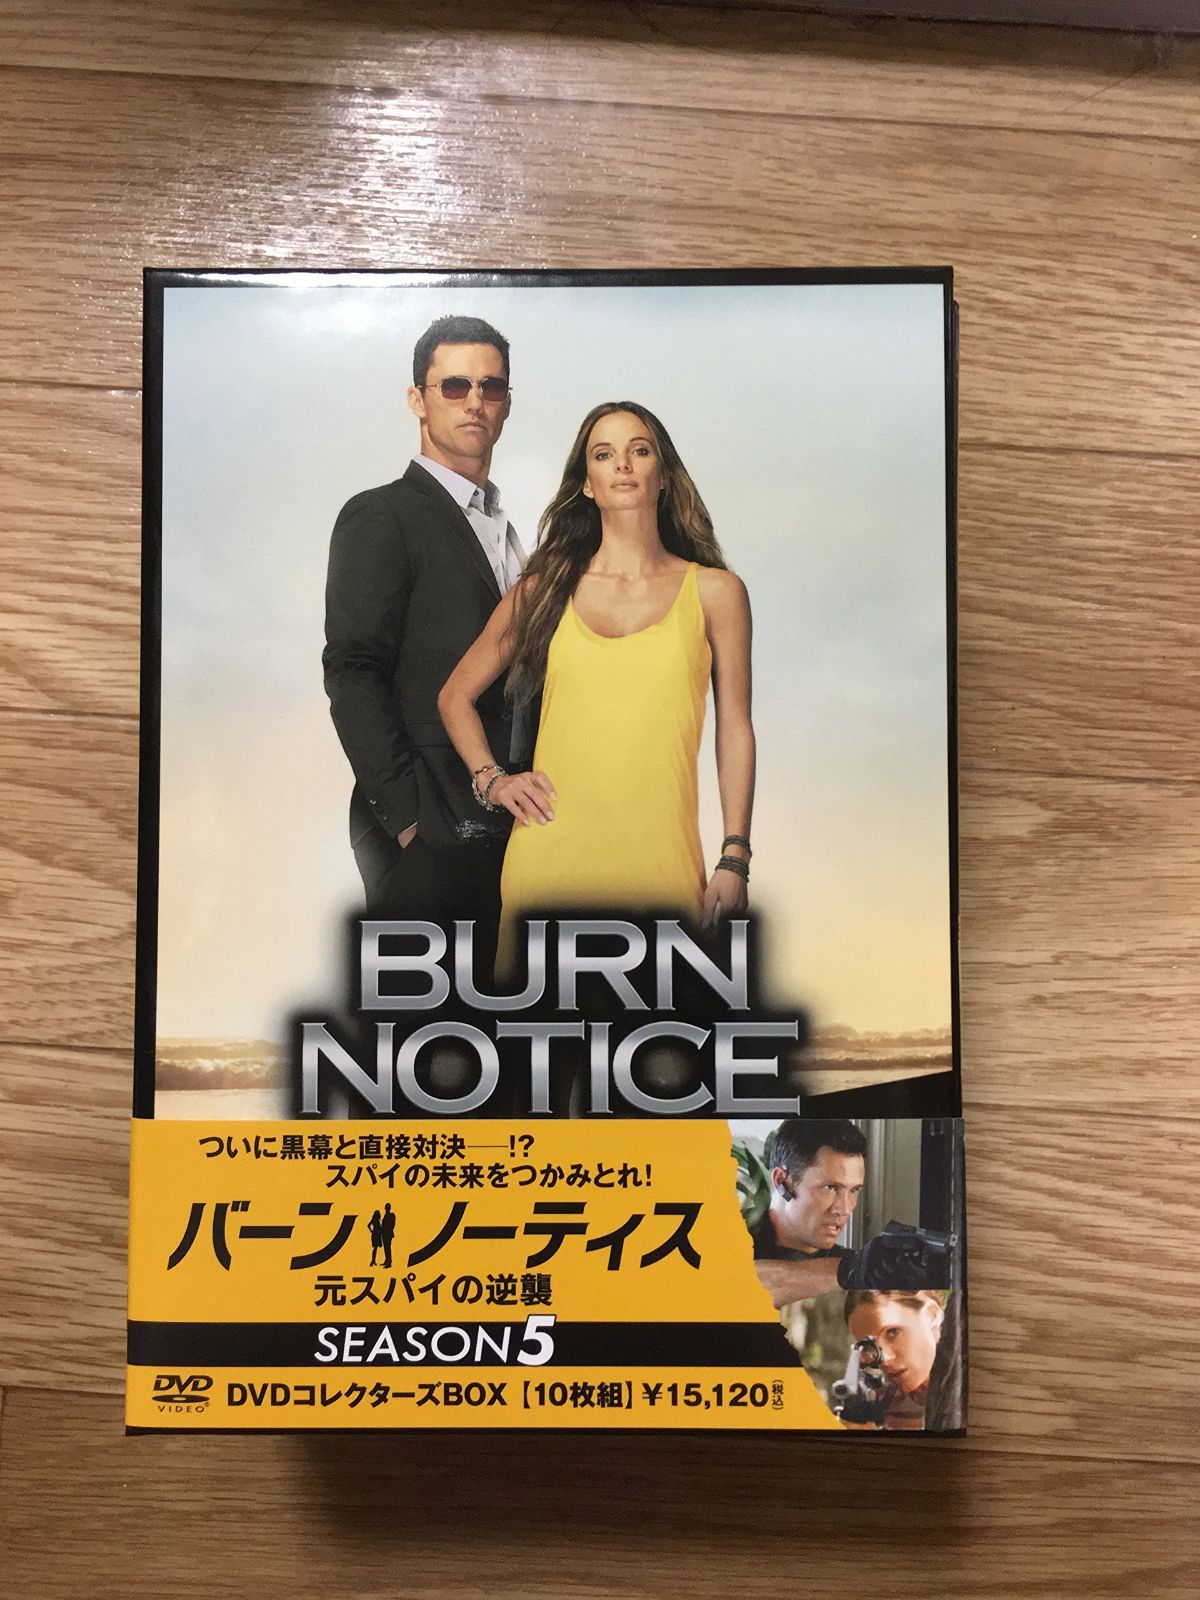 BURN
NOTICE
ついに黒幕と直接対決──!?
スパイの未来をつかみとれ!
バーン・ノーティス
元スパイの逆襲
SEASON 5
DVD VIDEO
DVDコレクターズBOX【10枚組】¥15,120(税込)